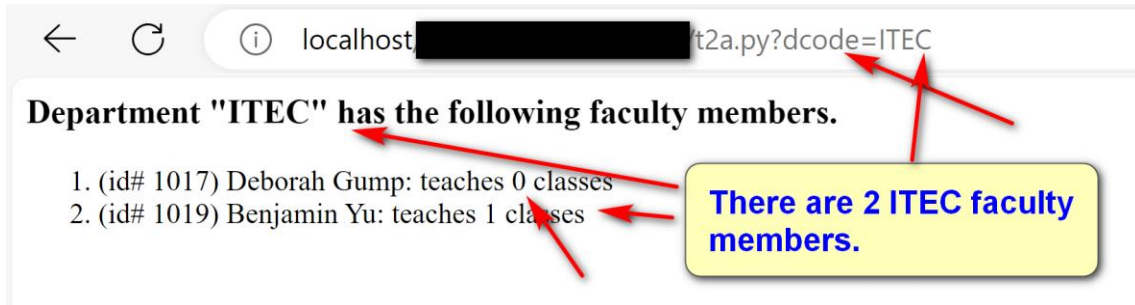 localhost/ /t2a.py?dcode=ITEC
Department "ITEC" has the following faculty members.
1. (id# 1017) Deborah Gump: teaches 0 classes
2. (id# 1019) Benjamin Yu: teaches 1 classes
There are 2 ITEC faculty
members.